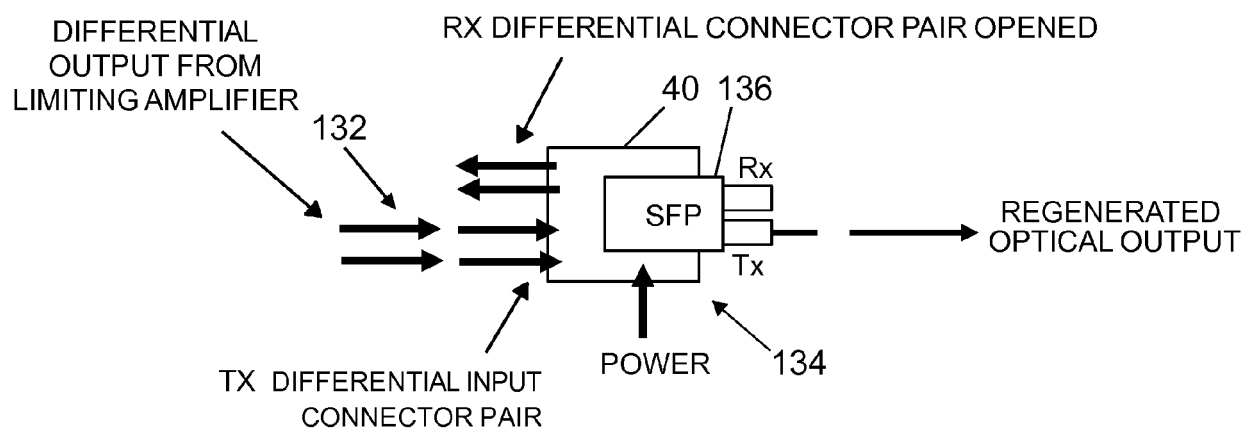 DIFFERENTIAL
OUTPUT FROM
LIMITING AMPLIFIER
RX DIFFERENTIAL CONNECTOR PAIR OPENED
132
40
136
Rx
SFP
Tx
REGENERATED
OPTICAL OUTPUT
POWER
134
TX DIFFERENTIAL INPUT
CONNECTOR PAIR